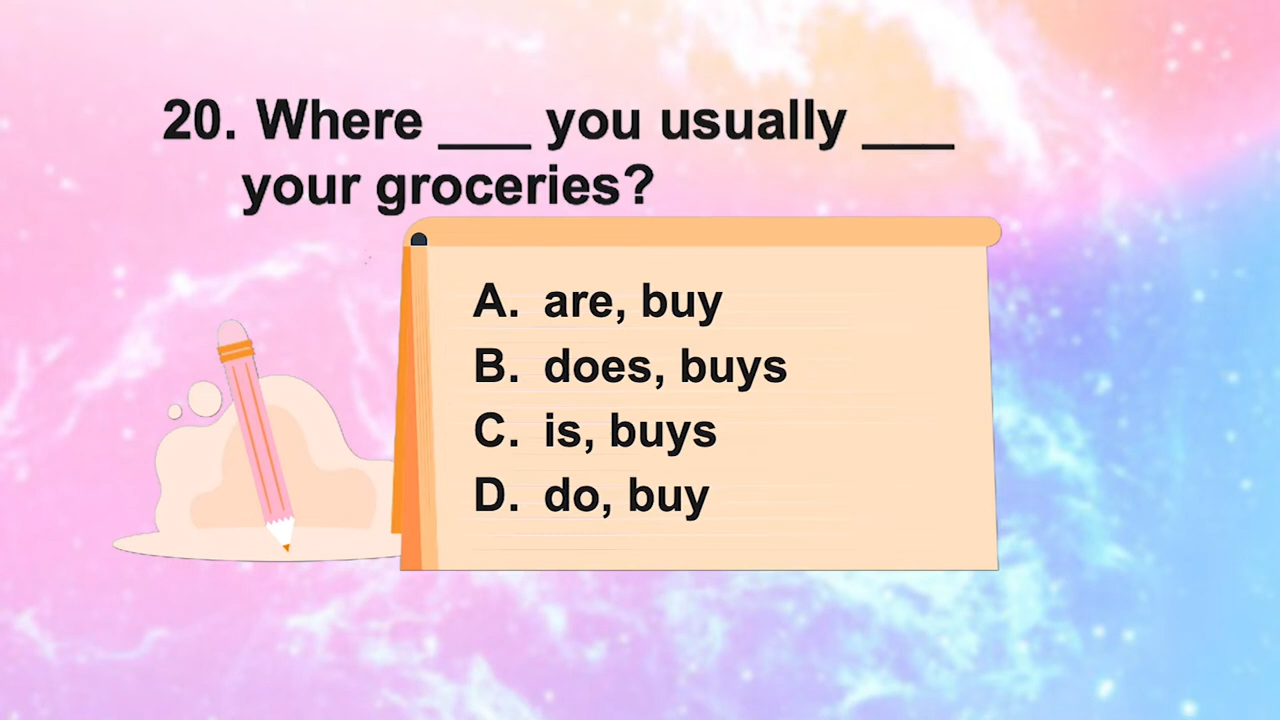 20. Where ___ you usually ___
your groceries?
A. are, buy
B. does, buys
C. is, buys
D. do, buy